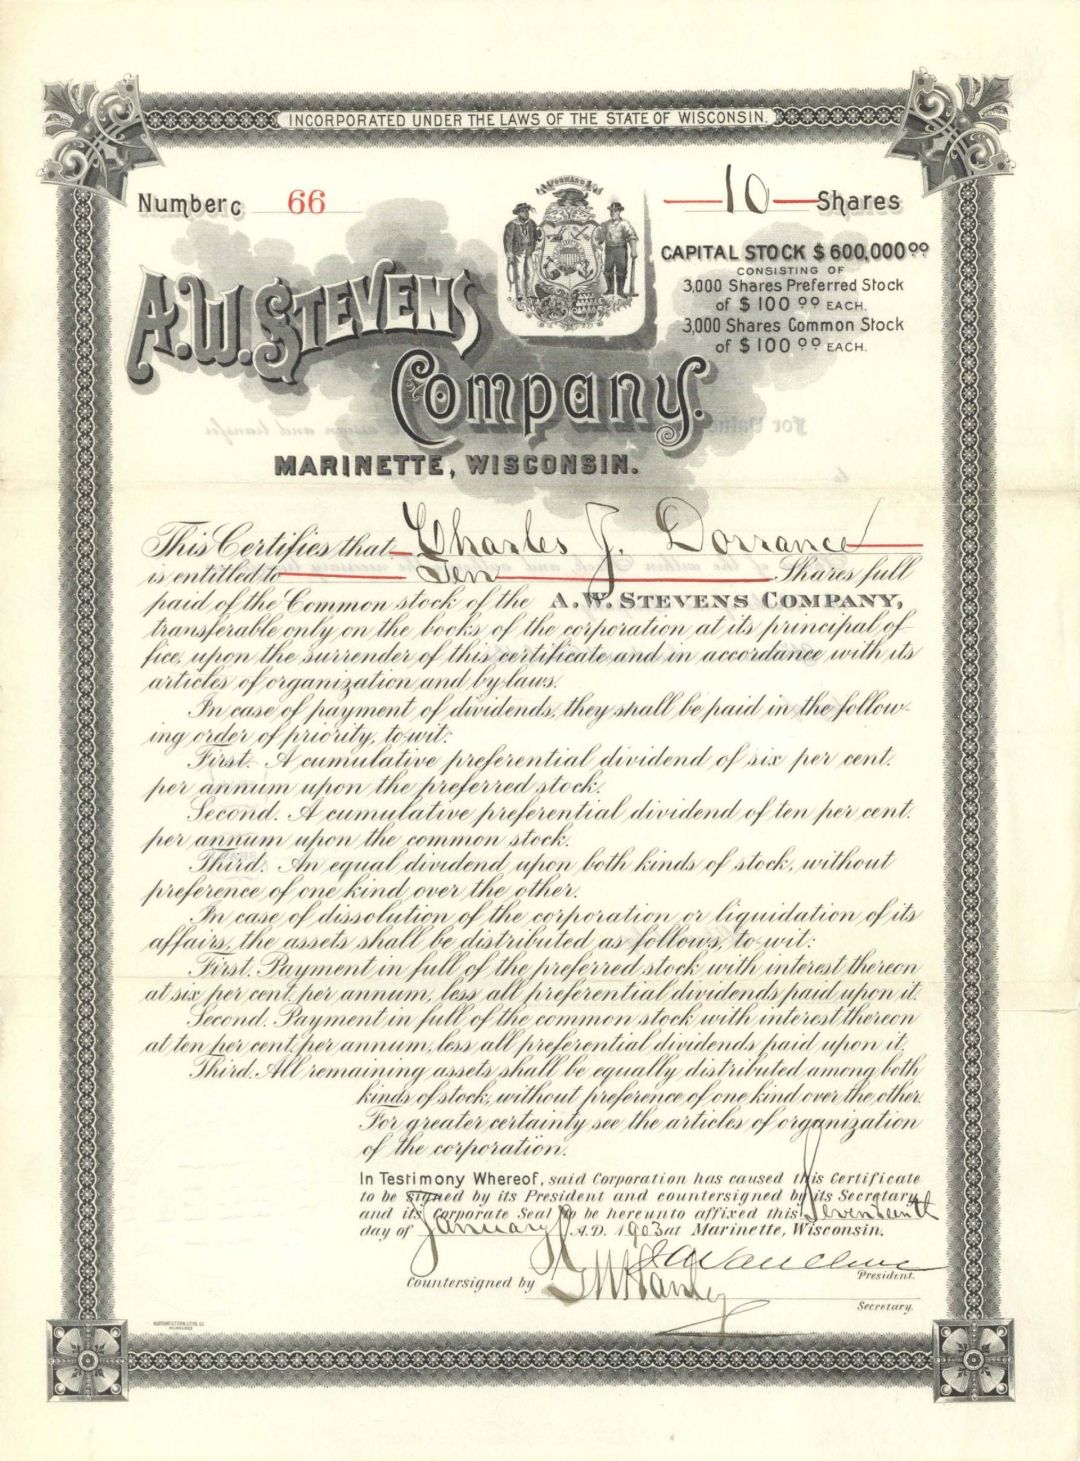 INCORPORATED UNDER THE LAWS OF THE STATE OF WISCONSIN.
FORWARD
Number c 66
10 Shares
CAPITAL STOCK $600,000.00
CONSISTING OF
3,000 Shares Preferred Stock
of $100.00 EACH.
3,000 Shares Common Stock
of $100.00 EACH.
A.W. STEVENS
Company.
MARINETTE, WISCONSIN.
This Certifies that Charles J. Dorrance
is entitled to Ten Shares full
paid of the Common stock of the A.W. STEVENS COMPANY,
transferable only on the books of the corporation at its principal of-
fice, upon the surrender of this certificate and in accordance with its
articles of organization and by laws.
In case of payment of dividends, they shall be paid in the follow-
ing order of priority, to wit:
First. A cumulative preferential dividend of six per cent.
per annum upon the preferred stock.
Second. A cumulative preferential dividend of ten per cent.
per annum upon the common stock.
Third. An equal dividend upon both kinds of stock, without
preference of one kind over the other.
In case of dissolution of the corporation or liquidation of its
affairs, the assets shall be distributed as follows, to-wit:
First. Payment in full of the preferred stock with interest thereon
at six per cent. per annum, less all preferential dividends paid upon it.
Second. Payment in full of the common stock with interest thereon
at ten per cent. per annum, less all preferential dividends paid upon it.
Third. All remaining assets shall be equally distributed among both
kinds of stock, without preference of one kind over the other.
For greater certainty see the articles of organization
of the corporation.
In Testimony Whereof, said Corporation has caused this Certificate
to be signed by its President and countersigned by its Secretary
and its Corporate Seal to be hereunto affixed this Seventeenth
day of January A.D. 1903 at Marinette, Wisconsin.
President.
Countersigned by
Secretary.
NORTHWESTERN LITHO. CO.
MILWAUKEE